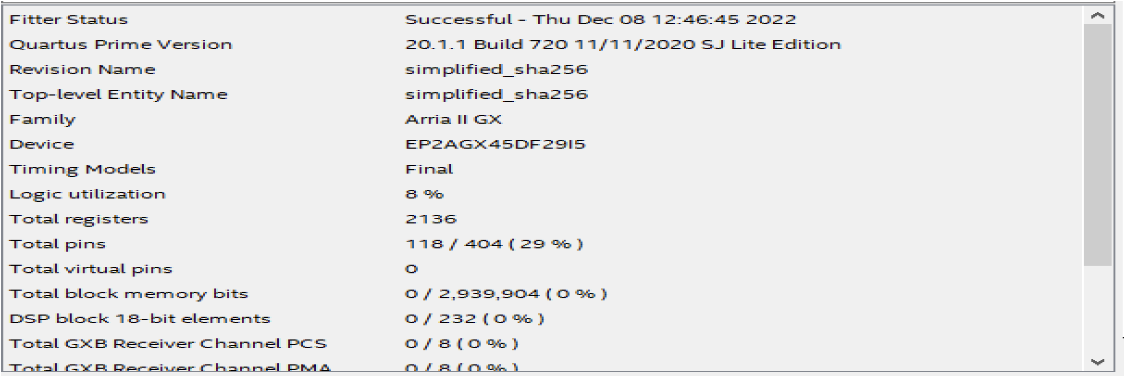 Fitter Status Successful - Thu Dec 08 12:46:45 2022
Quartus Prime Version 20.1.1 Build 720 11/11/2020 SJ Lite Edition
Revision Name simplified_sha256
Top-level Entity Name simplified_sha256
Family Arria II GX
Device EP2AGX45DF29I5
Timing Models Final
Logic utilization 8 %
Total registers 2136
Total pins 118 / 404 ( 29 % )
Total virtual pins 0
Total block memory bits 0 / 2,939,904 ( 0 % )
DSP block 18-bit elements 0 / 232 ( 0 % )
Total GXB Receiver Channel PCS 0 / 8 ( 0 % )
Total GXB Receiver Channel PMA 0 / 8 ( 0 % )